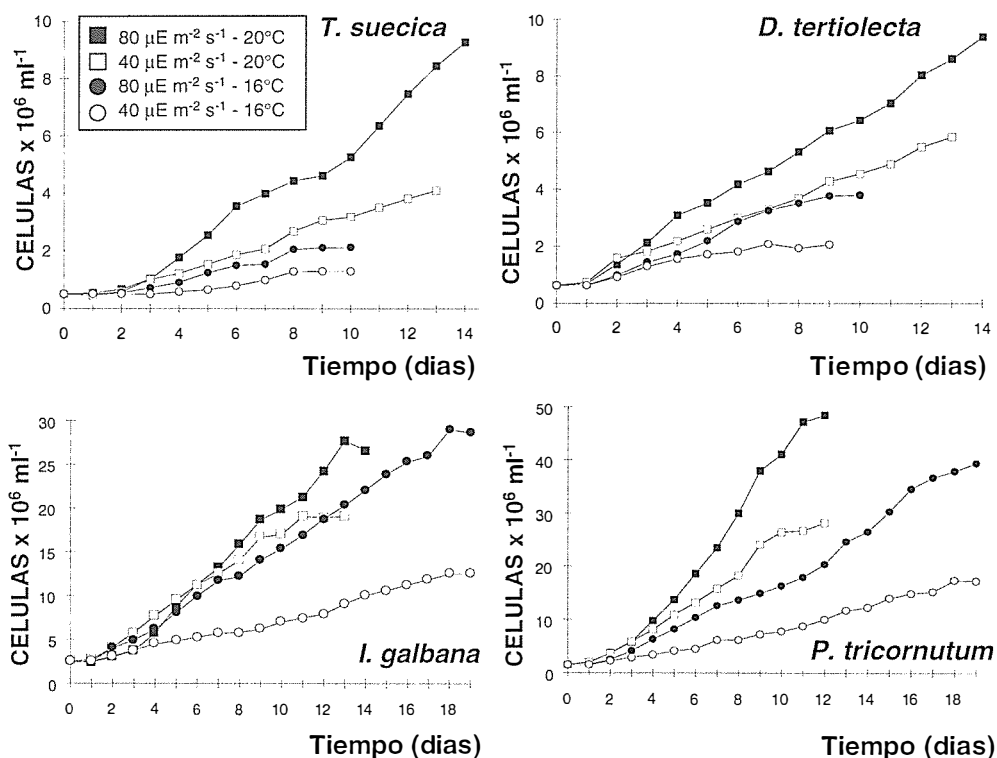 T. suecica
80 μE m-2 s-1 - 20°C
40 μE m-2 s-1 - 20°C
80 μE m-2 s-1 - 16°C
40 μE m-2 s-1 - 16°C
CELULAS x 10⁶ ml⁻¹
10
8
6
4
2
0
0 2 4 6 8 10 12 14
Tiempo (dias)
D. tertiolecta
CELULAS x 10⁶ ml⁻¹
10
8
6
4
2
0
0 2 4 6 8 10 12 14
Tiempo (dias)
I. galbana
CELULAS x 10⁶ ml⁻¹
30
25
20
15
10
5
0
0 2 4 6 8 10 12 14 16 18
Tiempo (dias)
P. tricornutum
CELULAS x 10⁶ ml⁻¹
50
40
30
20
10
0
0 2 4 6 8 10 12 14 16 18
Tiempo (dias)